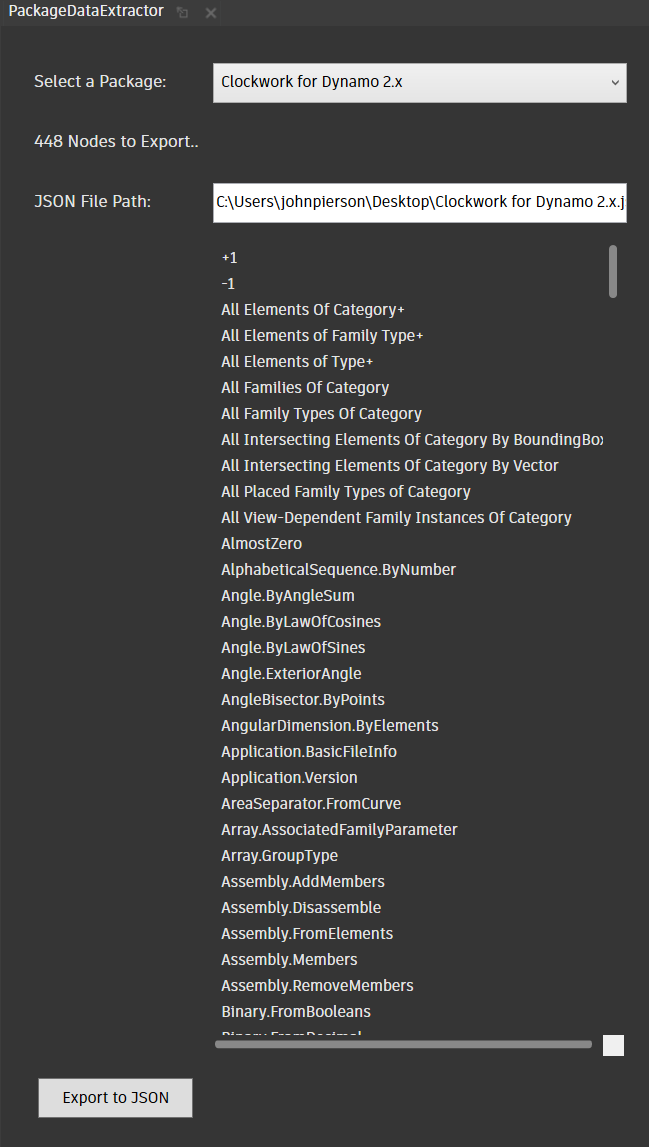 PackageDataExtractor
Select a Package: Clockwork for Dynamo 2.x
448 Nodes to Export..
JSON File Path: C:\Users\johnpierson\Desktop\Clockwork for Dynamo 2.x.j
+1
-1
All Elements Of Category+
All Elements of Family Type+
All Elements of Type+
All Families Of Category
All Family Types Of Category
All Intersecting Elements Of Category By BoundingBox
All Intersecting Elements Of Category By Vector
All Placed Family Types of Category
All View-Dependent Family Instances Of Category
AlmostZero
AlphabeticalSequence.ByNumber
Angle.ByAngleSum
Angle.ByLawOfCosines
Angle.ByLawOfSines
Angle.ExteriorAngle
AngleBisector.ByPoints
AngularDimension.ByElements
Application.BasicFileInfo
Application.Version
AreaSeparator.FromCurve
Array.AssociatedFamilyParameter
Array.GroupType
Assembly.AddMembers
Assembly.Disassemble
Assembly.FromElements
Assembly.Members
Assembly.RemoveMembers
Binary.FromBooleans
Binary.FromDecimal
Export to JSON